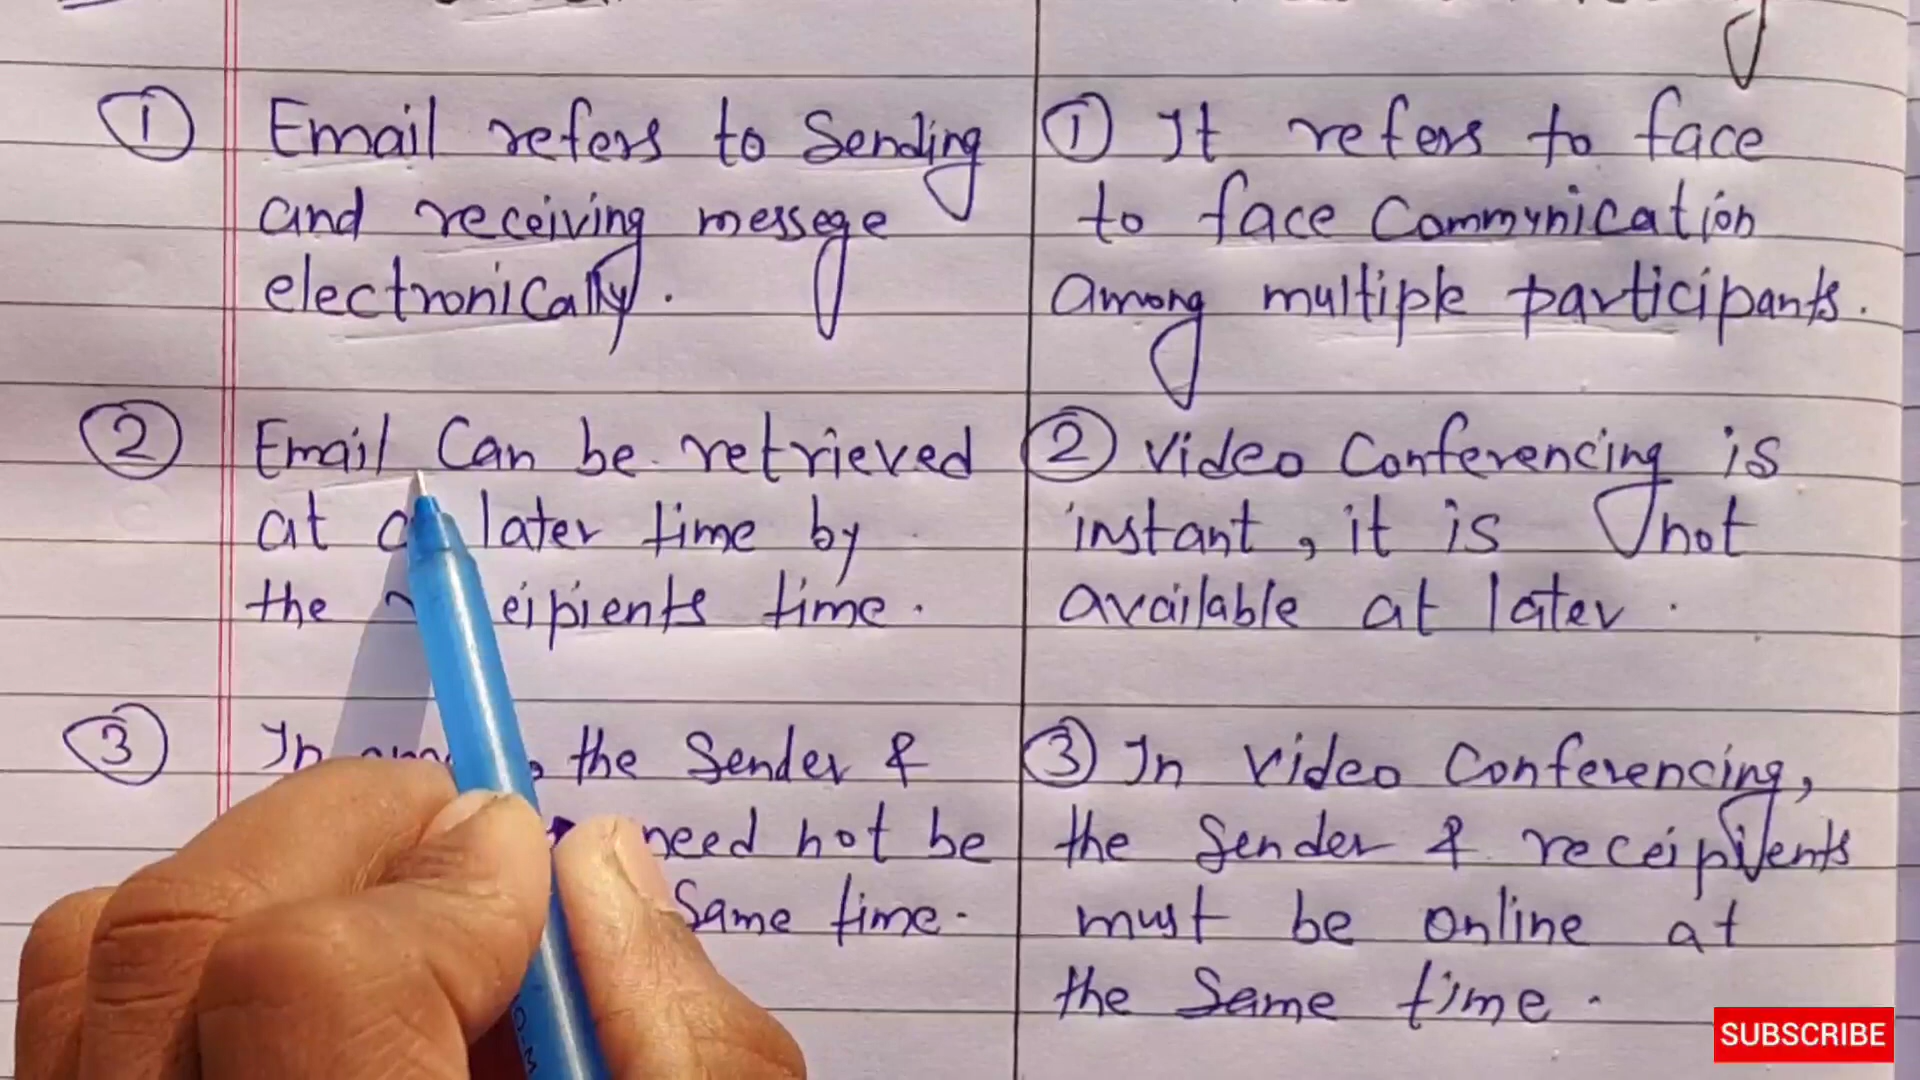 ① Email refers to Sending
and receiving messege
electronically.
② Email Can be retrieved
at a later time by
the eipients time.
③ In the Sender &
need not be
Same time.
① It refers to face
to face Communication
among multiple participants.
② Video Conferencing is
instant, it is not
available at later.
③ In Video Conferencing,
the Sender & receipients
must be online at
the Same time.
SUBSCRIBE